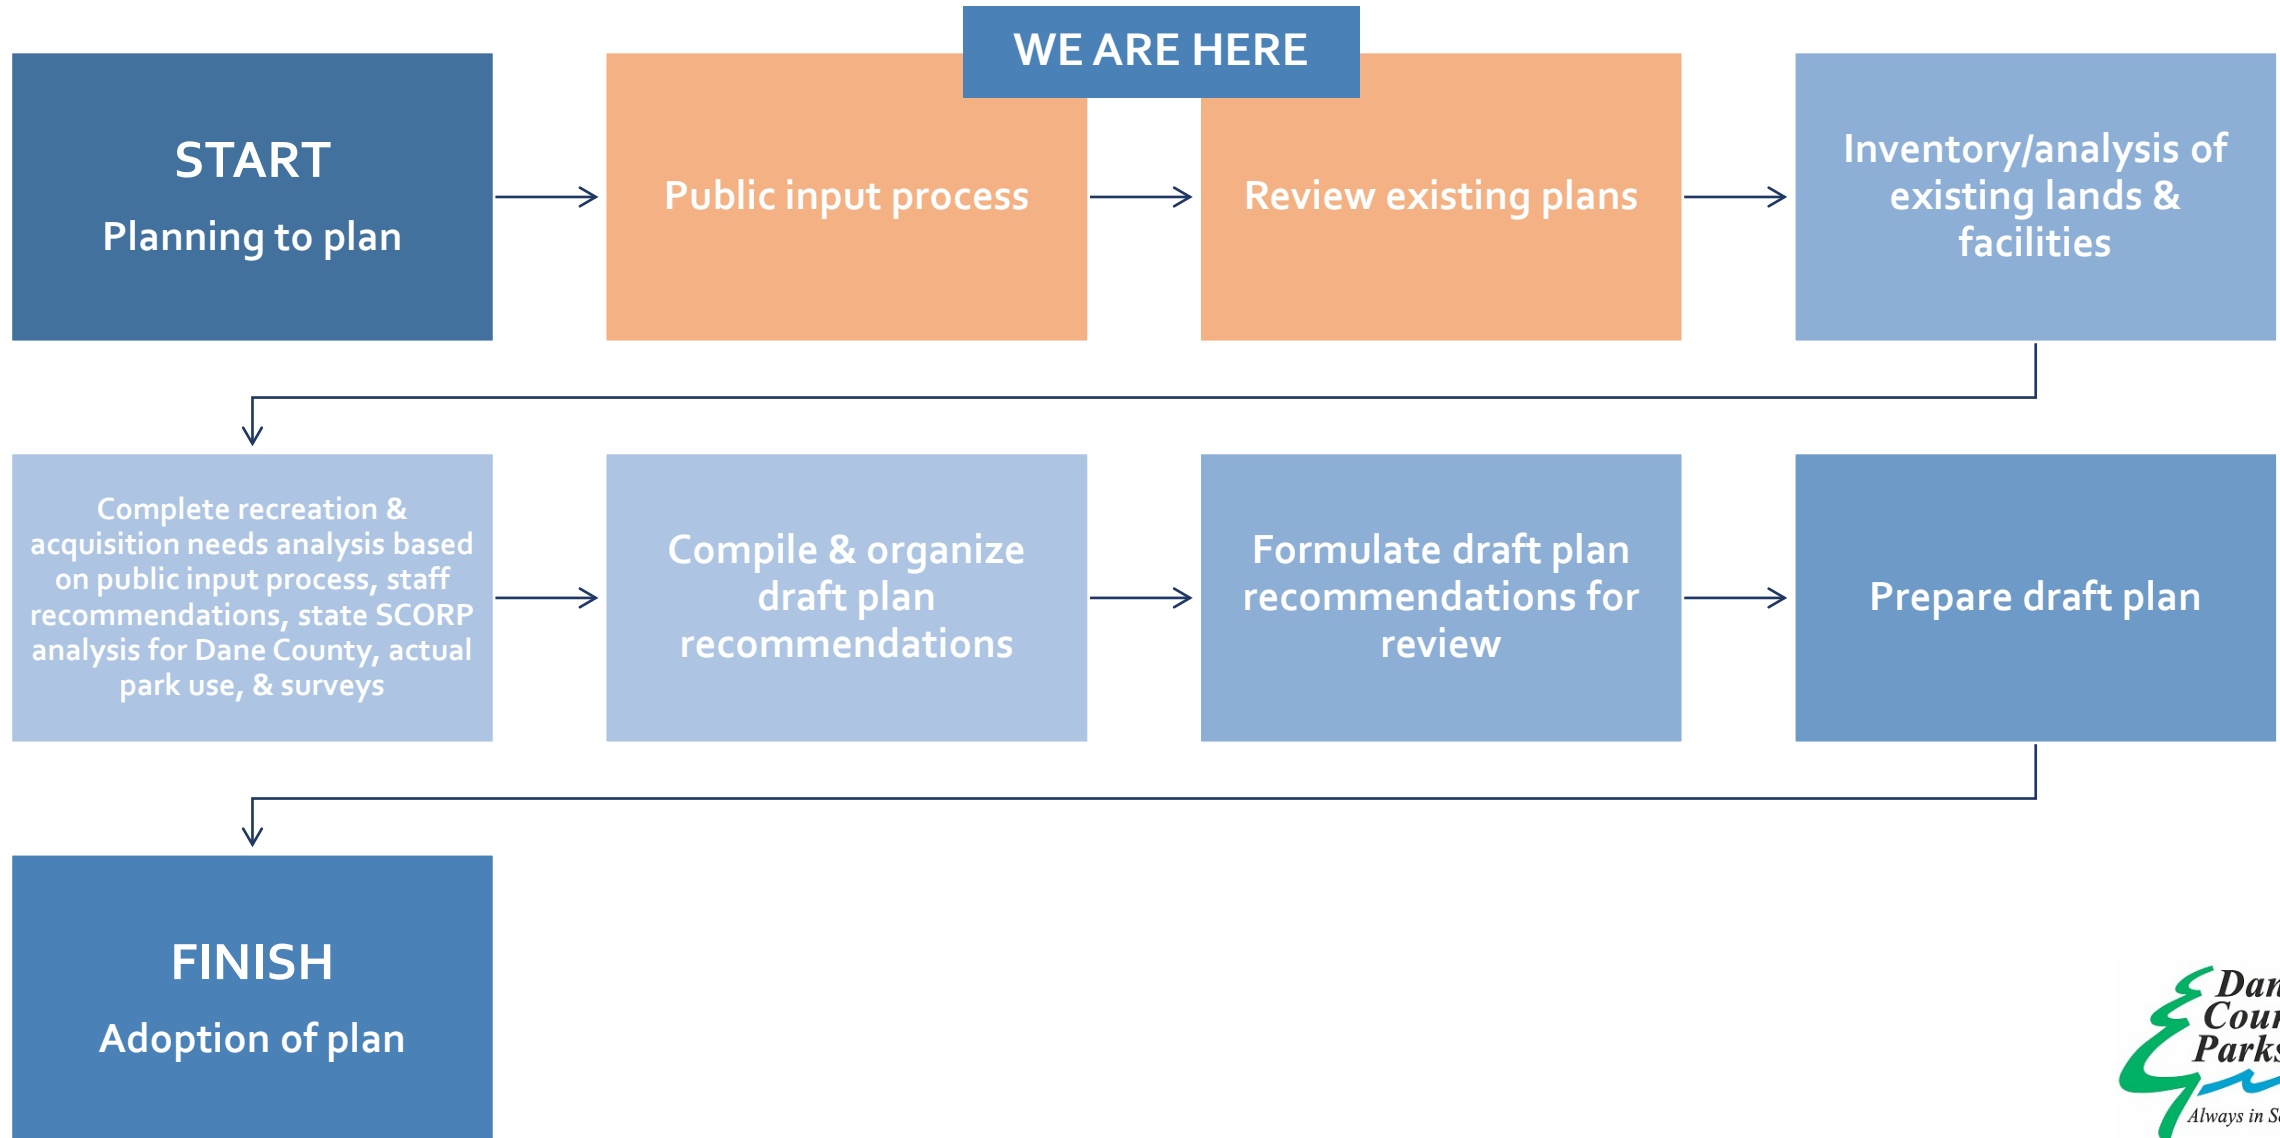 WE ARE HERE
START
Planning to plan
Public input process
Review existing plans
Inventory/analysis of
existing lands &
facilities
Complete recreation &
acquisition needs analysis based
on public input process, staff
recommendations, state SCORP
analysis for Dane County, actual
park use, & surveys
Compile & organize
draft plan
recommendations
Formulate draft plan
recommendations for
review
Prepare draft plan
FINISH
Adoption of plan
Parks
Always in